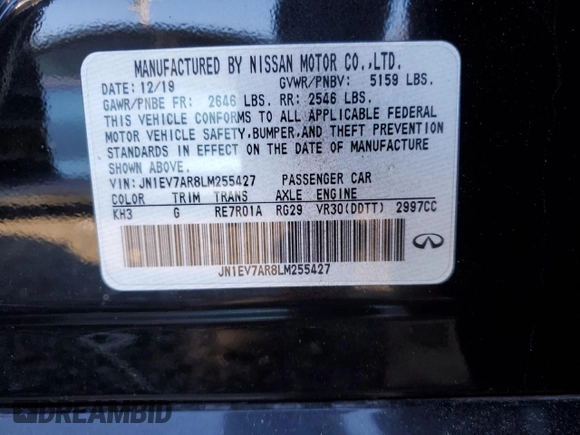 MANUFACTURED BY NISSAN MOTOR CO.,LTD.
DATE: 12/19 GVWR/PNBV: 5159 LBS.
GAWR/PNBE FR: 2646 LBS. RR: 2546 LBS.
THIS VEHICLE CONFORMS TO ALL APPLICABLE FEDERAL
MOTOR VEHICLE SAFETY, BUMPER, AND THEFT PREVENTION
STANDARDS IN EFFECT ON THE DATE OF MANUFACTURE
SHOWN ABOVE.
VIN: JN1EV7AR8LM255427 PASSENGER CAR
COLOR TRIM TRANS AXLE ENGINE
KH3 G RE7R01A RG29 VR30(DDTT) 2997CC
JN1EV7AR8LM255427
DREAMBID